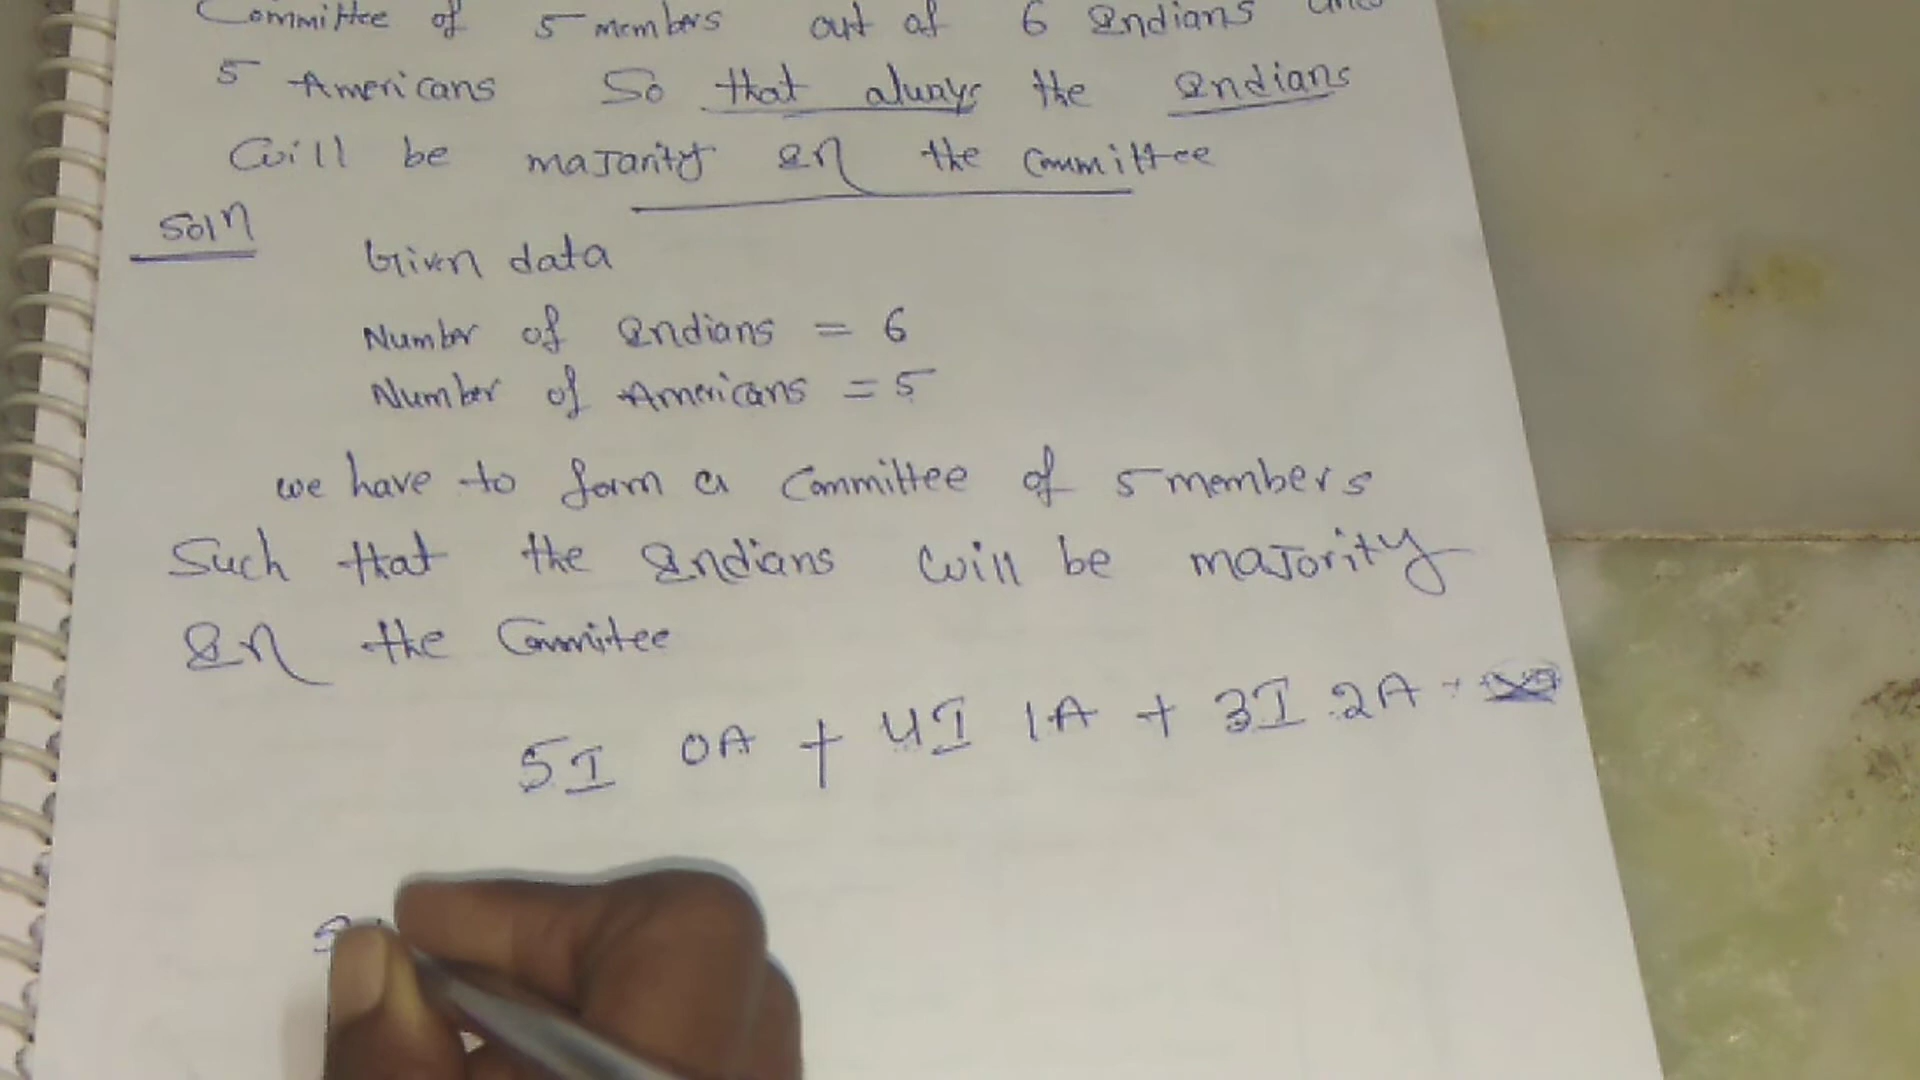 Committee of 5 members out of 6 Indians and
5 Americans So that always the Indians
will be majarity In the Committee
Soln
Given data
Number of Indians = 6
Number of Americans = 5
we have to form a Committee of 5 members
Such that the Indians will be majority
In the Commitee
5I 0A + 4I 1A + 3I 2A